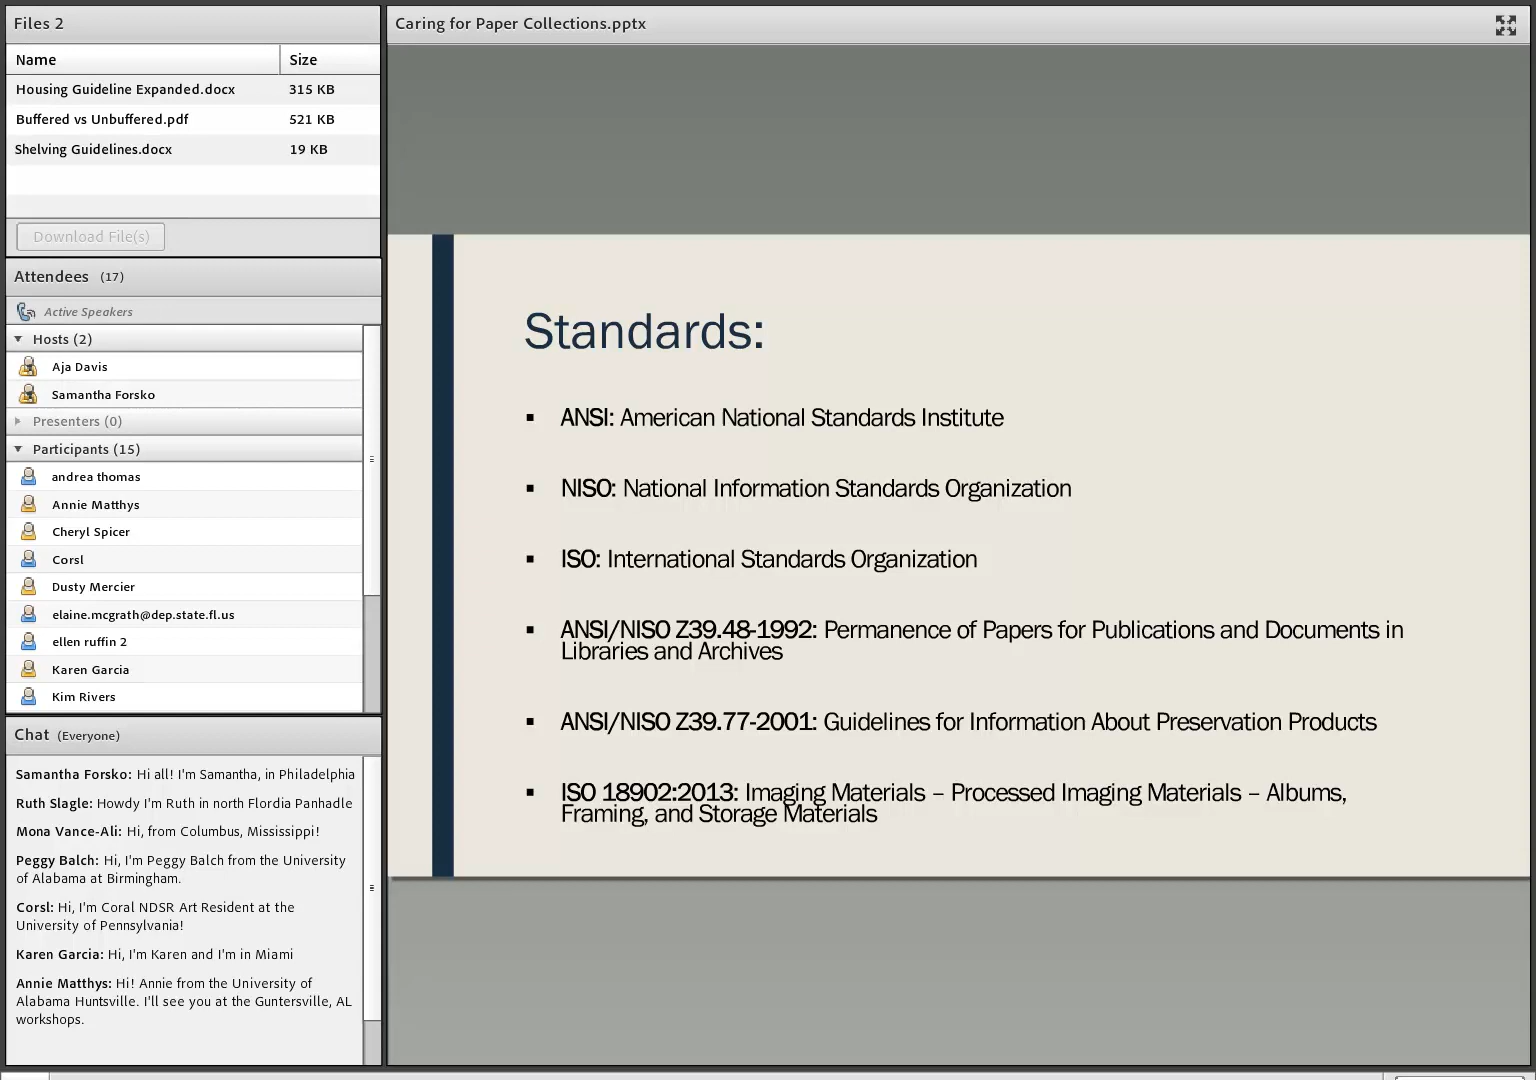 Files 2
Name Size
Housing Guideline Expanded.docx 315 KB
Buffered vs Unbuffered.pdf 521 KB
Shelving Guidelines.docx 19 KB
Download File(s)
Attendees (17)
Active Speakers
Hosts (2)
Aja Davis
Samantha Forsko
Presenters (0)
Participants (15)
andrea thomas
Annie Matthys
Cheryl Spicer
Corsl
Dusty Mercier
elaine.mcgrath@dep.state.fl.us
ellen ruffin 2
Karen Garcia
Kim Rivers
Chat (Everyone)
Samantha Forsko: Hi all! I'm Samantha, in Philadelphia
Ruth Slagle: Howdy I'm Ruth in north Flordia Panhadle
Mona Vance-Ali: Hi, from Columbus, Mississippi!
Peggy Balch: Hi, I'm Peggy Balch from the University
of Alabama at Birmingham.
Corsl: Hi, I'm Coral NDSR Art Resident at the
University of Pennsylvania!
Karen Garcia: Hi, I'm Karen and I'm in Miami
Annie Matthys: Hi! Annie from the University of
Alabama Huntsville. I'll see you at the Guntersville, AL
workshops.
Caring for Paper Collections.pptx
Standards:
▪ ANSI: American National Standards Institute
▪ NISO: National Information Standards Organization
▪ ISO: International Standards Organization
▪ ANSI/NISO Z39.48-1992: Permanence of Papers for Publications and Documents in
Libraries and Archives
▪ ANSI/NISO Z39.77-2001: Guidelines for Information About Preservation Products
▪ ISO 18902:2013: Imaging Materials – Processed Imaging Materials – Albums,
Framing, and Storage Materials